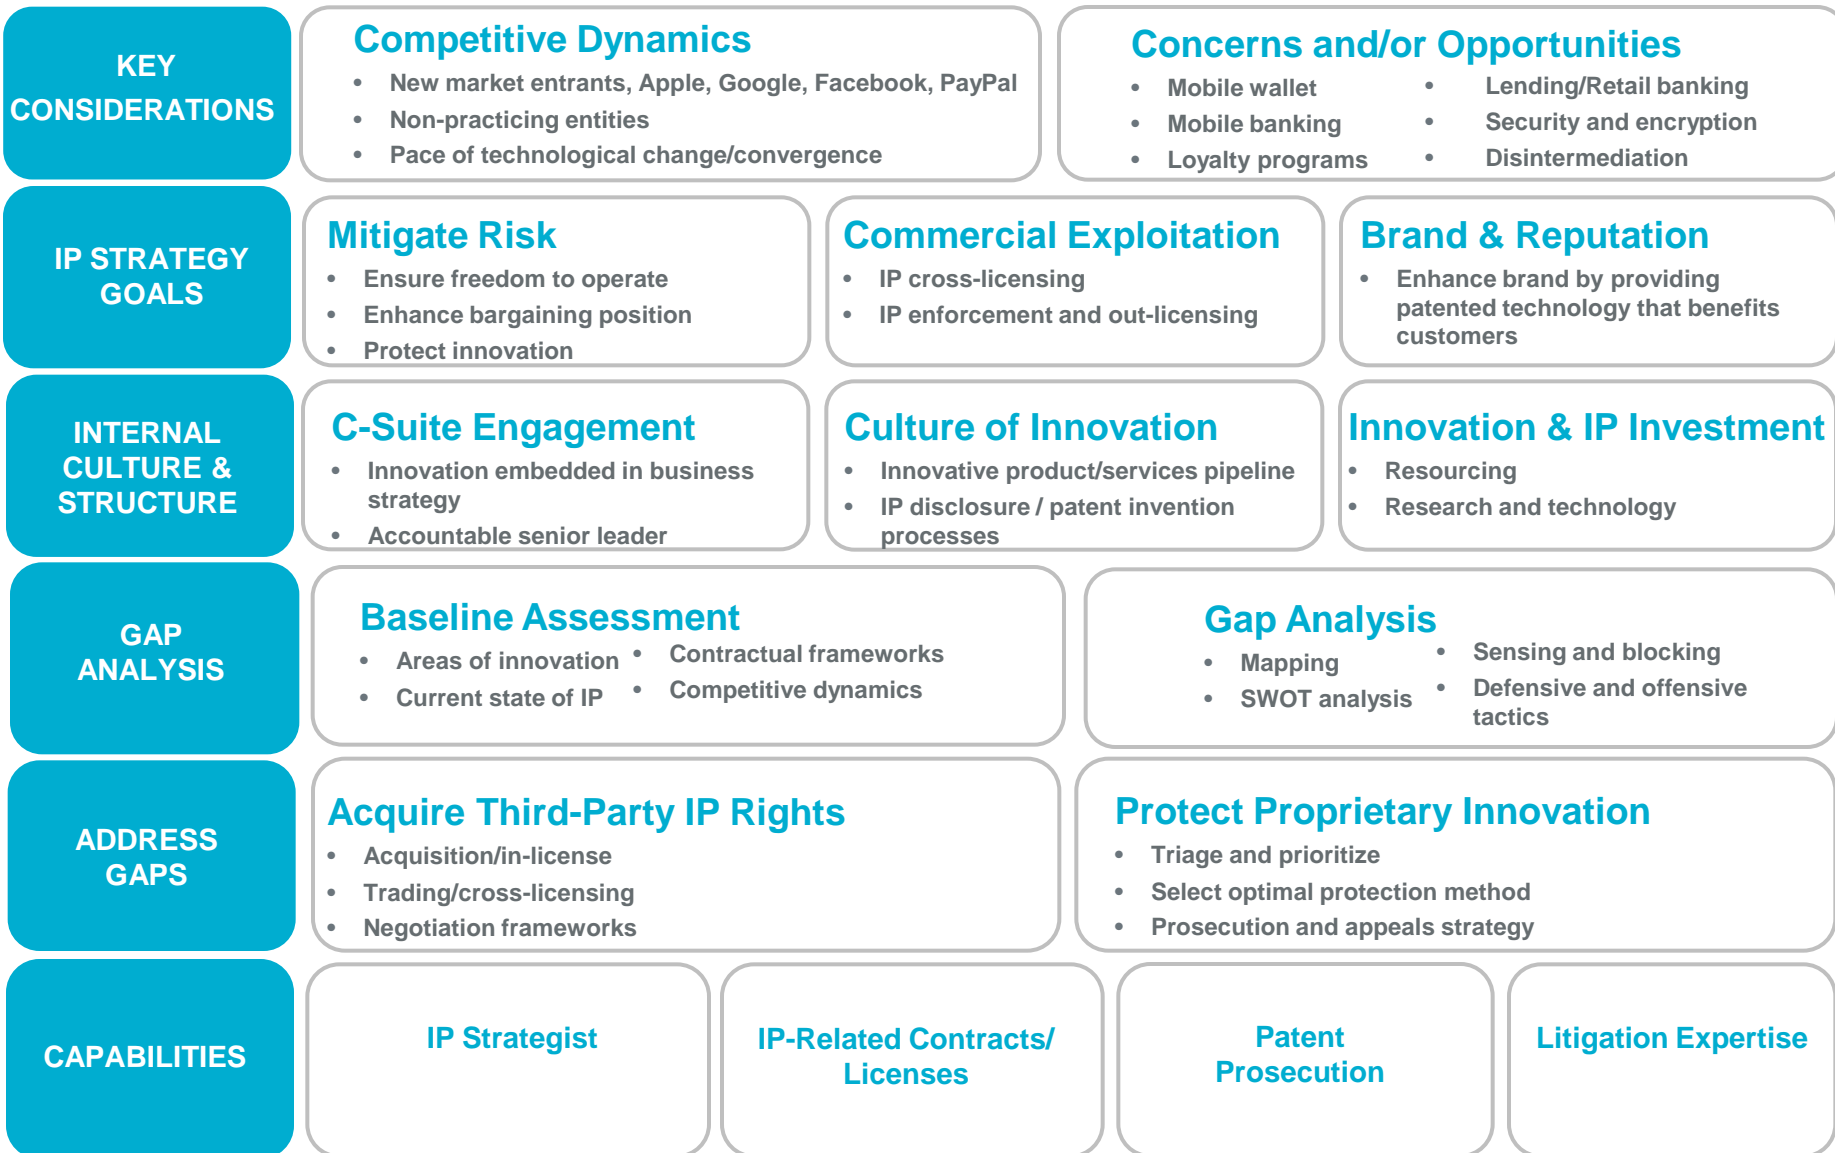 KEY
CONSIDERATIONS
Competitive Dynamics
• New market entrants, Apple, Google, Facebook, PayPal
• Non-practicing entities
• Pace of technological change/convergence
Concerns and/or Opportunities
• Mobile wallet
• Mobile banking
• Loyalty programs
• Lending/Retail banking
• Security and encryption
• Disintermediation
IP STRATEGY
GOALS
Mitigate Risk
• Ensure freedom to operate
• Enhance bargaining position
• Protect innovation
Commercial Exploitation
• IP cross-licensing
• IP enforcement and out-licensing
Brand & Reputation
• Enhance brand by providing
patented technology that benefits
customers
INTERNAL
CULTURE &
STRUCTURE
C-Suite Engagement
• Innovation embedded in business
strategy
• Accountable senior leader
Culture of Innovation
• Innovative product/services pipeline
• IP disclosure / patent invention
processes
Innovation & IP Investment
• Resourcing
• Research and technology
GAP
ANALYSIS
Baseline Assessment
• Areas of innovation
• Current state of IP
• Contractual frameworks
• Competitive dynamics
Gap Analysis
• Mapping
• SWOT analysis
• Sensing and blocking
• Defensive and offensive
tactics
ADDRESS
GAPS
Acquire Third-Party IP Rights
• Acquisition/in-license
• Trading/cross-licensing
• Negotiation frameworks
Protect Proprietary Innovation
• Triage and prioritize
• Select optimal protection method
• Prosecution and appeals strategy
CAPABILITIES
IP Strategist
IP-Related Contracts/
Licenses
Patent
Prosecution
Litigation Expertise